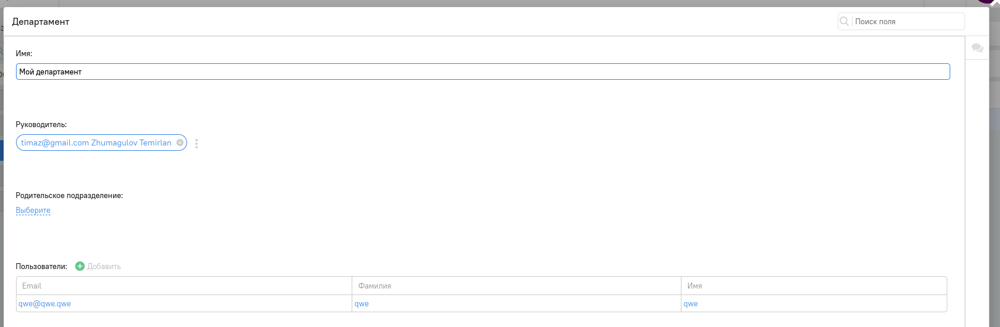 Департамент
Поиск поля
Имя:
Мой департамент
Руководитель:
timaz@gmail.com Zhumagulov Temirlan
Родительское подразделение:
Выберите
Пользователи: Добавить
Email Фамилия Имя
qwe@qwe.qwe qwe qwe